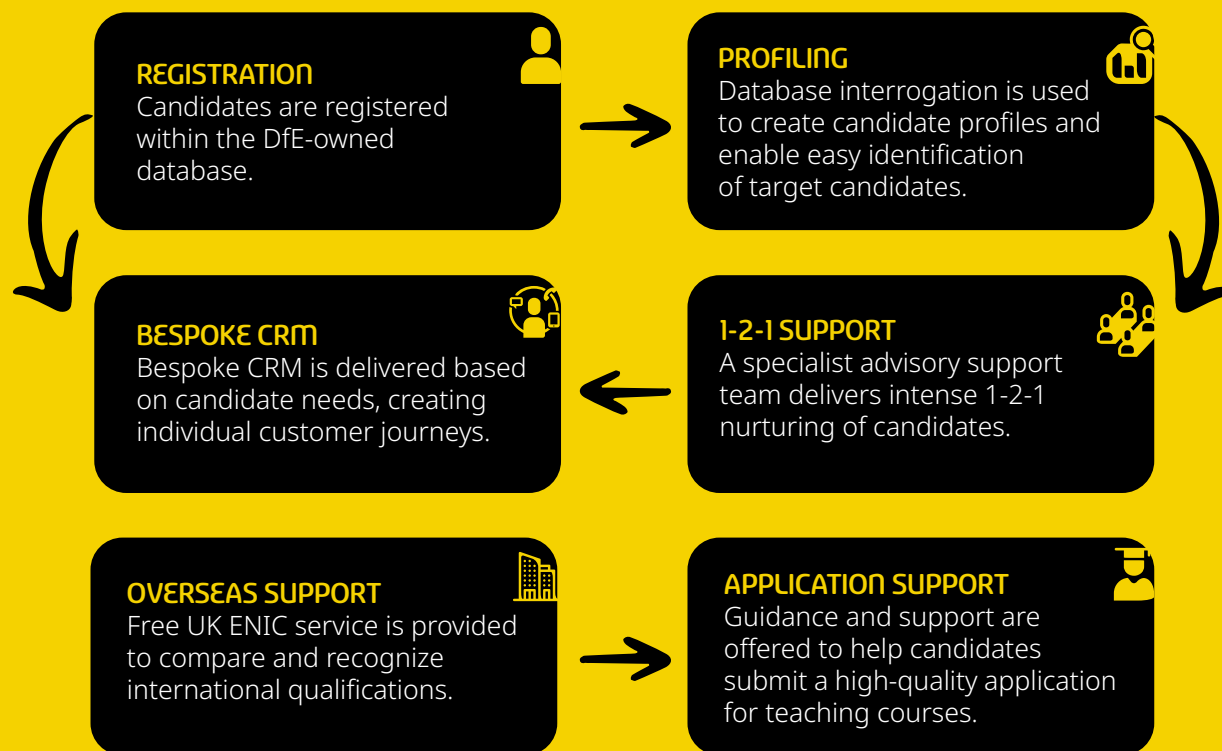 REGISTRATION
Candidates are registered
within the DfE-owned
database.
PROFILING
Database interrogation is used
to create candidate profiles and
enable easy identification
of target candidates.
BESPOKE CRM
Bespoke CRM is delivered based
on candidate needs, creating
individual customer journeys.
1-2-1 SUPPORT
A specialist advisory support
team delivers intense 1-2-1
nurturing of candidates.
OVERSEAS SUPPORT
Free UK ENIC service is provided
to compare and recognize
international qualifications.
APPLICATION SUPPORT
Guidance and support are
offered to help candidates
submit a high-quality application
for teaching courses.